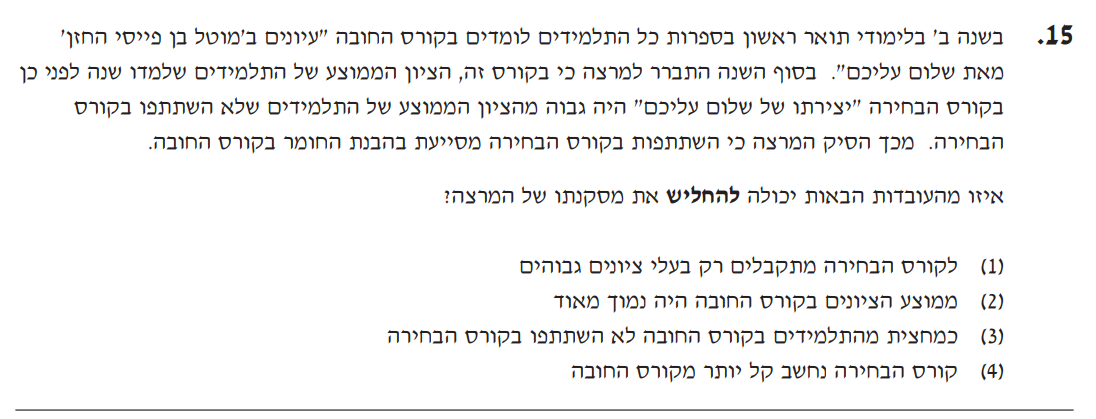 15. בשנה ב' בלימודי תואר ראשון בספרות כל התלמידים לומדים בקורס החובה "עיונים ב'מוטל בן פייסי החזן'
מאת שלום עליכם". בסוף השנה התברר למרצה כי בקורס זה, הציון הממוצע של התלמידים שלמדו שנה לפני כן
בקורס הבחירה "יצירתו של שלום עליכם" היה גבוה מהציון הממוצע של התלמידים שלא השתתפו בקורס
הבחירה. מכך הסיק המרצה כי השתתפות בקורס הבחירה מסייעת בהבנת החומר בקורס החובה.
איזו מהעובדות הבאות יכולה להחליש את מסקנתו של המרצה?
(1) לקורס הבחירה מתקבלים רק בעלי ציונים גבוהים
(2) ממוצע הציונים בקורס החובה היה נמוך מאוד
(3) כמחצית מהתלמידים בקורס החובה לא השתתפו בקורס הבחירה
(4) קורס הבחירה נחשב קל יותר מקורס החובה